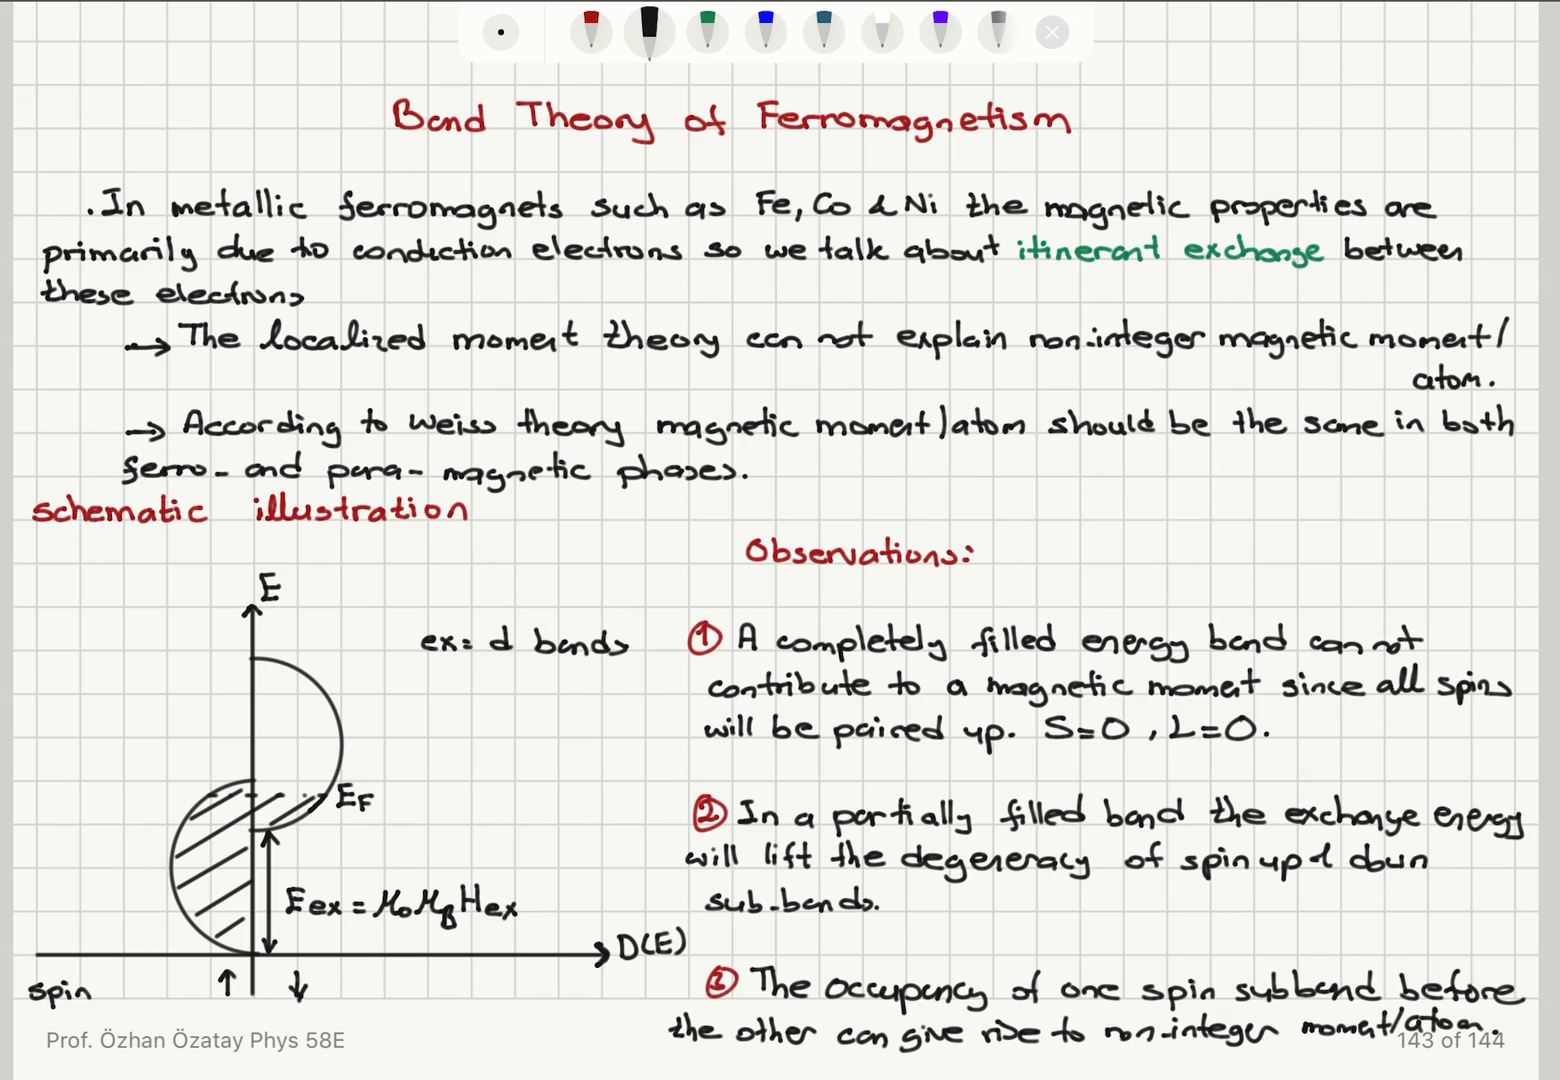 Band Theory of Ferromagnetism
.In metallic ferromagnets such as Fe, Co & Ni the magnetic properties are
primarily due to conduction electrons so we talk about itinerant exchange between
these electrons
→ The localized moment theory can not explain non-integer magnetic moment/
atom.
→ According to Weiss theory magnetic moment/atom should be the same in both
ferro- and para- magnetic phases.
schematic illustration
Observations:
E
ex: d bands
① A completely filled energy band can not
contribute to a magnetic moment since all spins
will be paired up. S=0, L=0.
EF
② In a partially filled band the exchange energy
will lift the degeneracy of spin up & down
sub-bands.
Eex = μ₀μ_B Hex
D(E)
spin ↑ ↓
③ The occupency of one spin subband before
the other can give rise to non-integer moment/atom.
Prof. Özhan Özatay Phys 58E
143 of 144